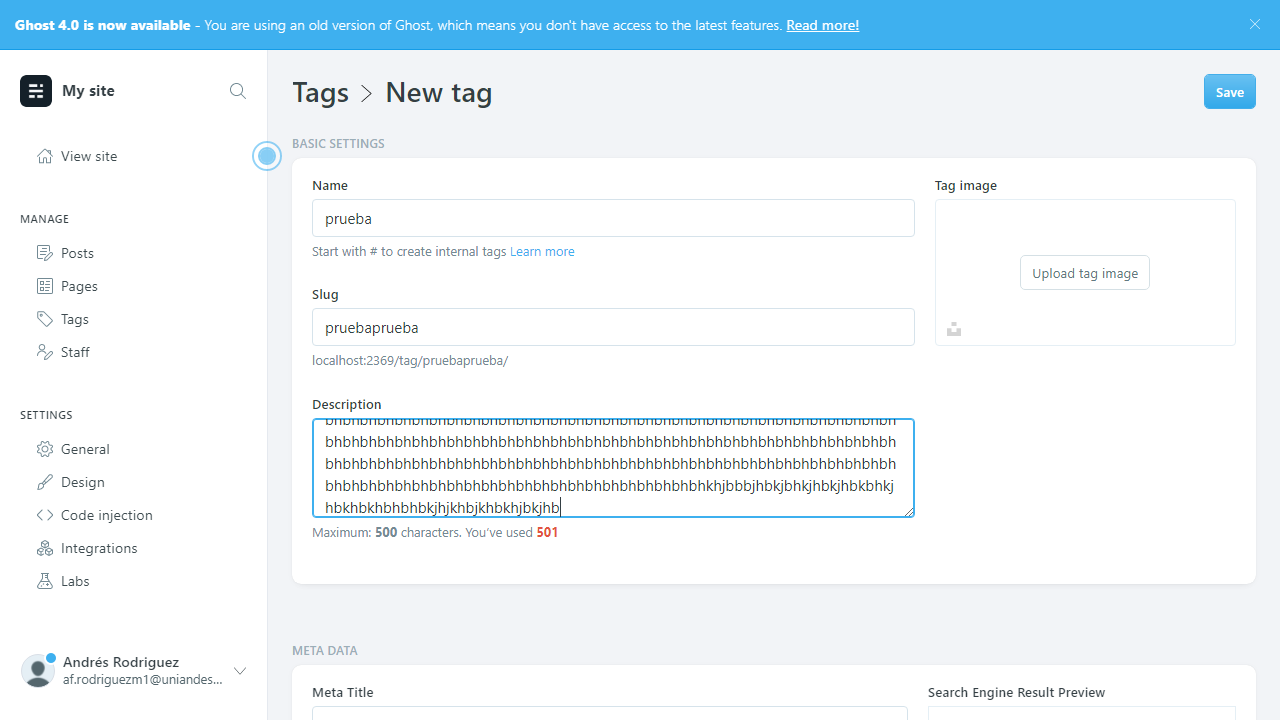 Ghost 4.0 is now available - You are using an old version of Ghost, which means you don't have access to the latest features. Read more!
My site
View site
MANAGE
Posts
Pages
Tags
Staff
SETTINGS
General
Design
Code injection
Integrations
Labs
Andrés Rodriguez
af.rodriguezm1@uniandes...
Tags > New tag
Save
BASIC SETTINGS
Name
prueba
Start with # to create internal tags Learn more
Slug
pruebaprueba
localhost:2369/tag/pruebaprueba/
Description
hbkhbkhbhbhbkjhjkhbjkhbkhjbkjhb
Maximum: 500 characters. You've used 501
Tag image
Upload tag image
META DATA
Meta Title
Search Engine Result Preview